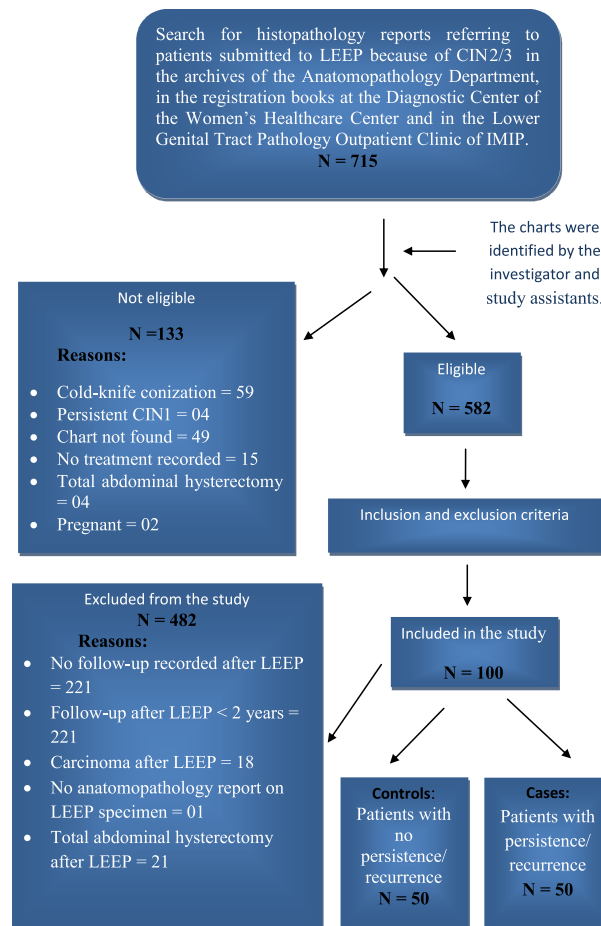 Search for histopathology reports referring to
patients submitted to LEEP because of CIN2/3 in
the archives of the Anatomopathology Department,
in the registration books at the Diagnostic Center of
the Women's Healthcare Center and in the Lower
Genital Tract Pathology Outpatient Clinic of IMIP.
N = 715
The charts were
identified by the
investigator and
study assistants.
Not eligible
N =133
Reasons:
• Cold-knife conization = 59
• Persistent CIN1 = 04
• Chart not found = 49
• No treatment recorded = 15
• Total abdominal hysterectomy
= 04
• Pregnant = 02
Eligible
N = 582
Inclusion and exclusion criteria
Excluded from the study
N = 482
Reasons:
• No follow-up recorded after LEEP
= 221
• Follow-up after LEEP < 2 years =
221
• Carcinoma after LEEP = 18
• No anatomopathology report on
LEEP specimen = 01
• Total abdominal hysterectomy
after LEEP = 21
Included in the study
N = 100
Controls:
Patients with
no
persistence/
recurrence
N = 50
Cases:
Patients with
persistence/
recurrence
N = 50